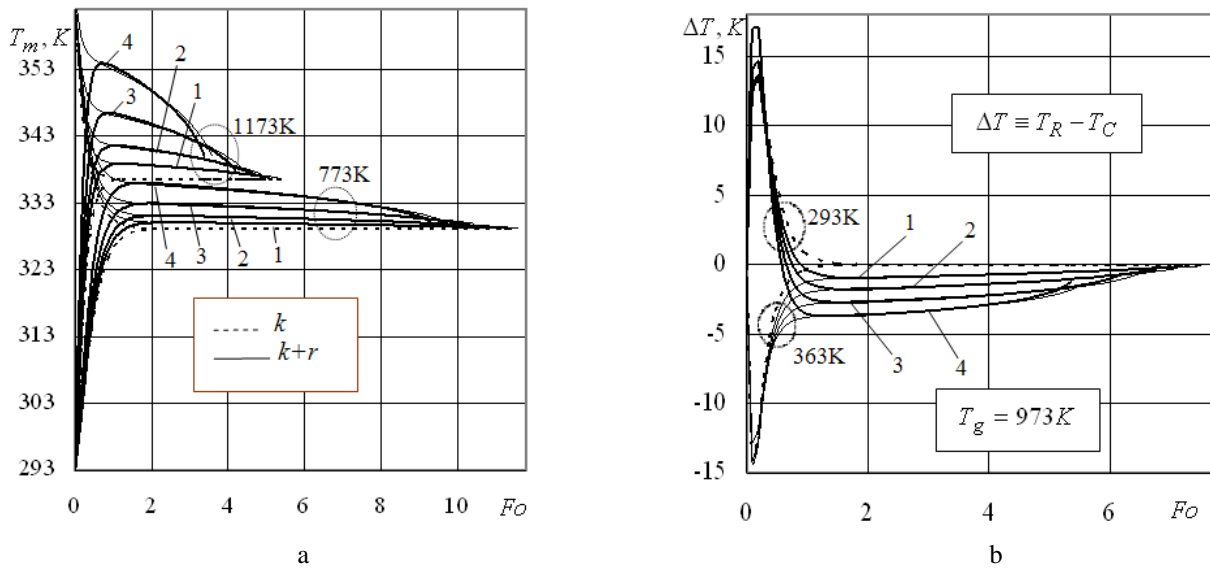 T_m, K
353
343
333
323
313
303
293
0
2
4
6
8
10
Fo
4
2
1
3
1173K
773K
4
3
2
1
k
k+r
a
ΔT, K
15
10
5
0
-5
-10
-15
0
2
4
6
Fo
ΔT ≡ T_R − T_C
293K
1
2
363K
3
4
T_g = 973K
b